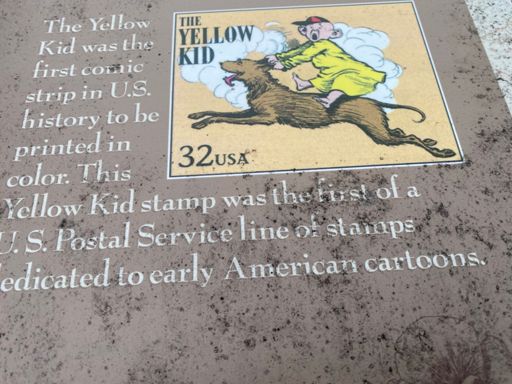 The Yellow
Kid was the
first comic
strip in U.S.
history to be
printed in
color. This
Yellow Kid stamp was the first of a
U.S. Postal Service line of stamps
dedicated to early American cartoons.
THE
YELLOW
KID
32USA